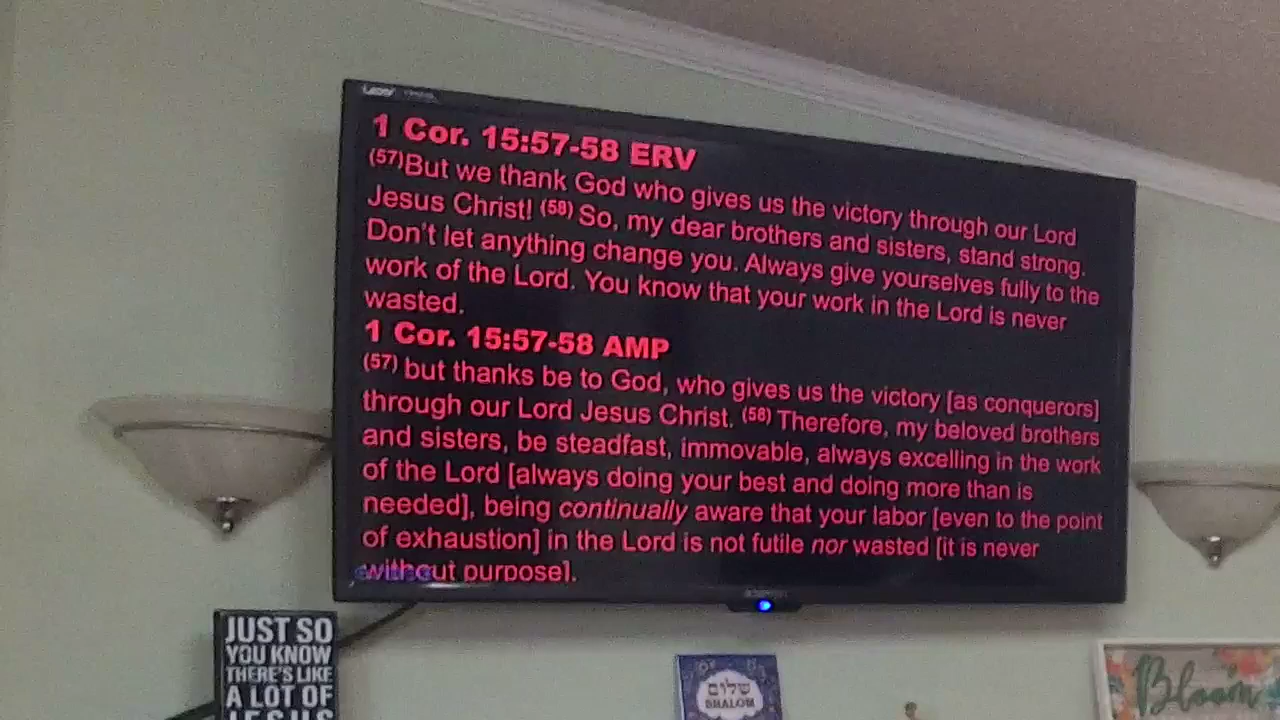 1 Cor. 15:57-58 ERV
(57)But we thank God who gives us the victory through our Lord
Jesus Christ! (58) So, my dear brothers and sisters, stand strong.
Don't let anything change you. Always give yourselves fully to the
work of the Lord. You know that your work in the Lord is never
wasted.
1 Cor. 15:57-58 AMP
(57) but thanks be to God, who gives us the victory [as conquerors]
through our Lord Jesus Christ. (58) Therefore, my beloved brothers
and sisters, be steadfast, immovable, always excelling in the work
of the Lord [always doing your best and doing more than is
needed], being continually aware that your labor [even to the point
of exhaustion] in the Lord is not futile nor wasted [it is never
without purpose].
JUST SO
YOU KNOW
THERE'S LIKE
A LOT OF
JESUS
שלום
SHALOM
Bloom